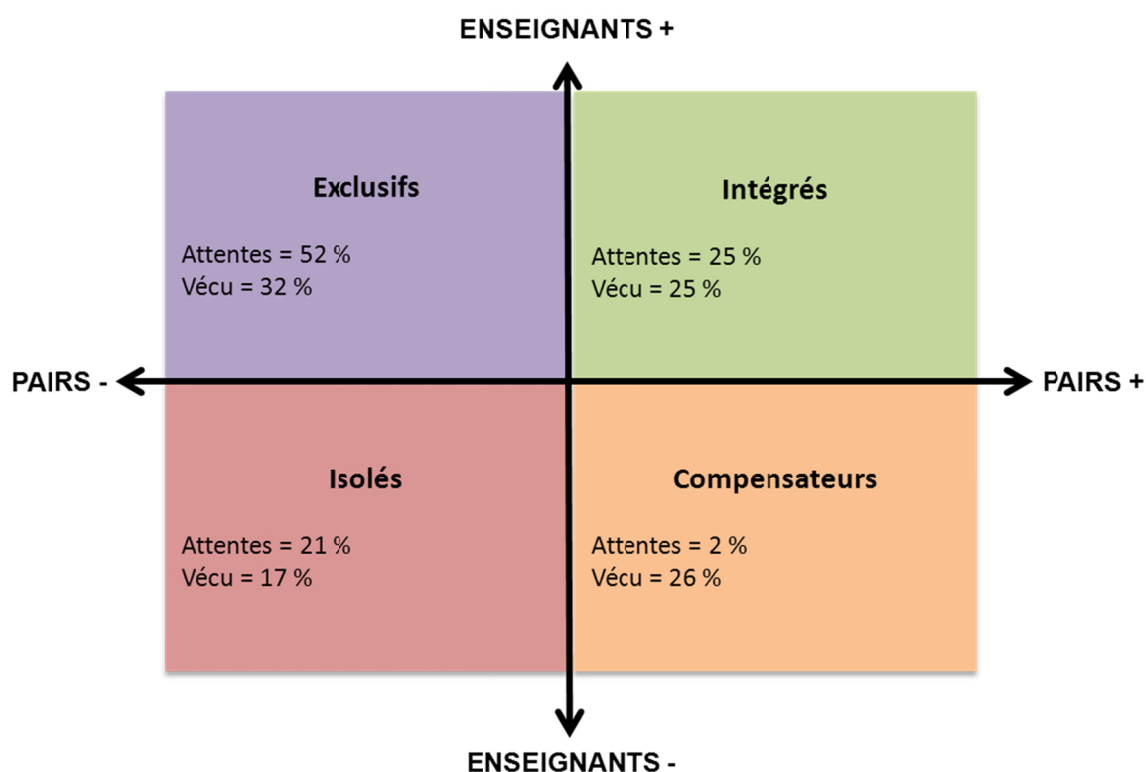 ENSEIGNANTS +
Exclusifs
Attentes = 52 %
Vécu = 32 %
Intégrés
Attentes = 25 %
Vécu = 25 %
PAIRS -
PAIRS +
Isolés
Attentes = 21 %
Vécu = 17 %
Compensateurs
Attentes = 2 %
Vécu = 26 %
ENSEIGNANTS -